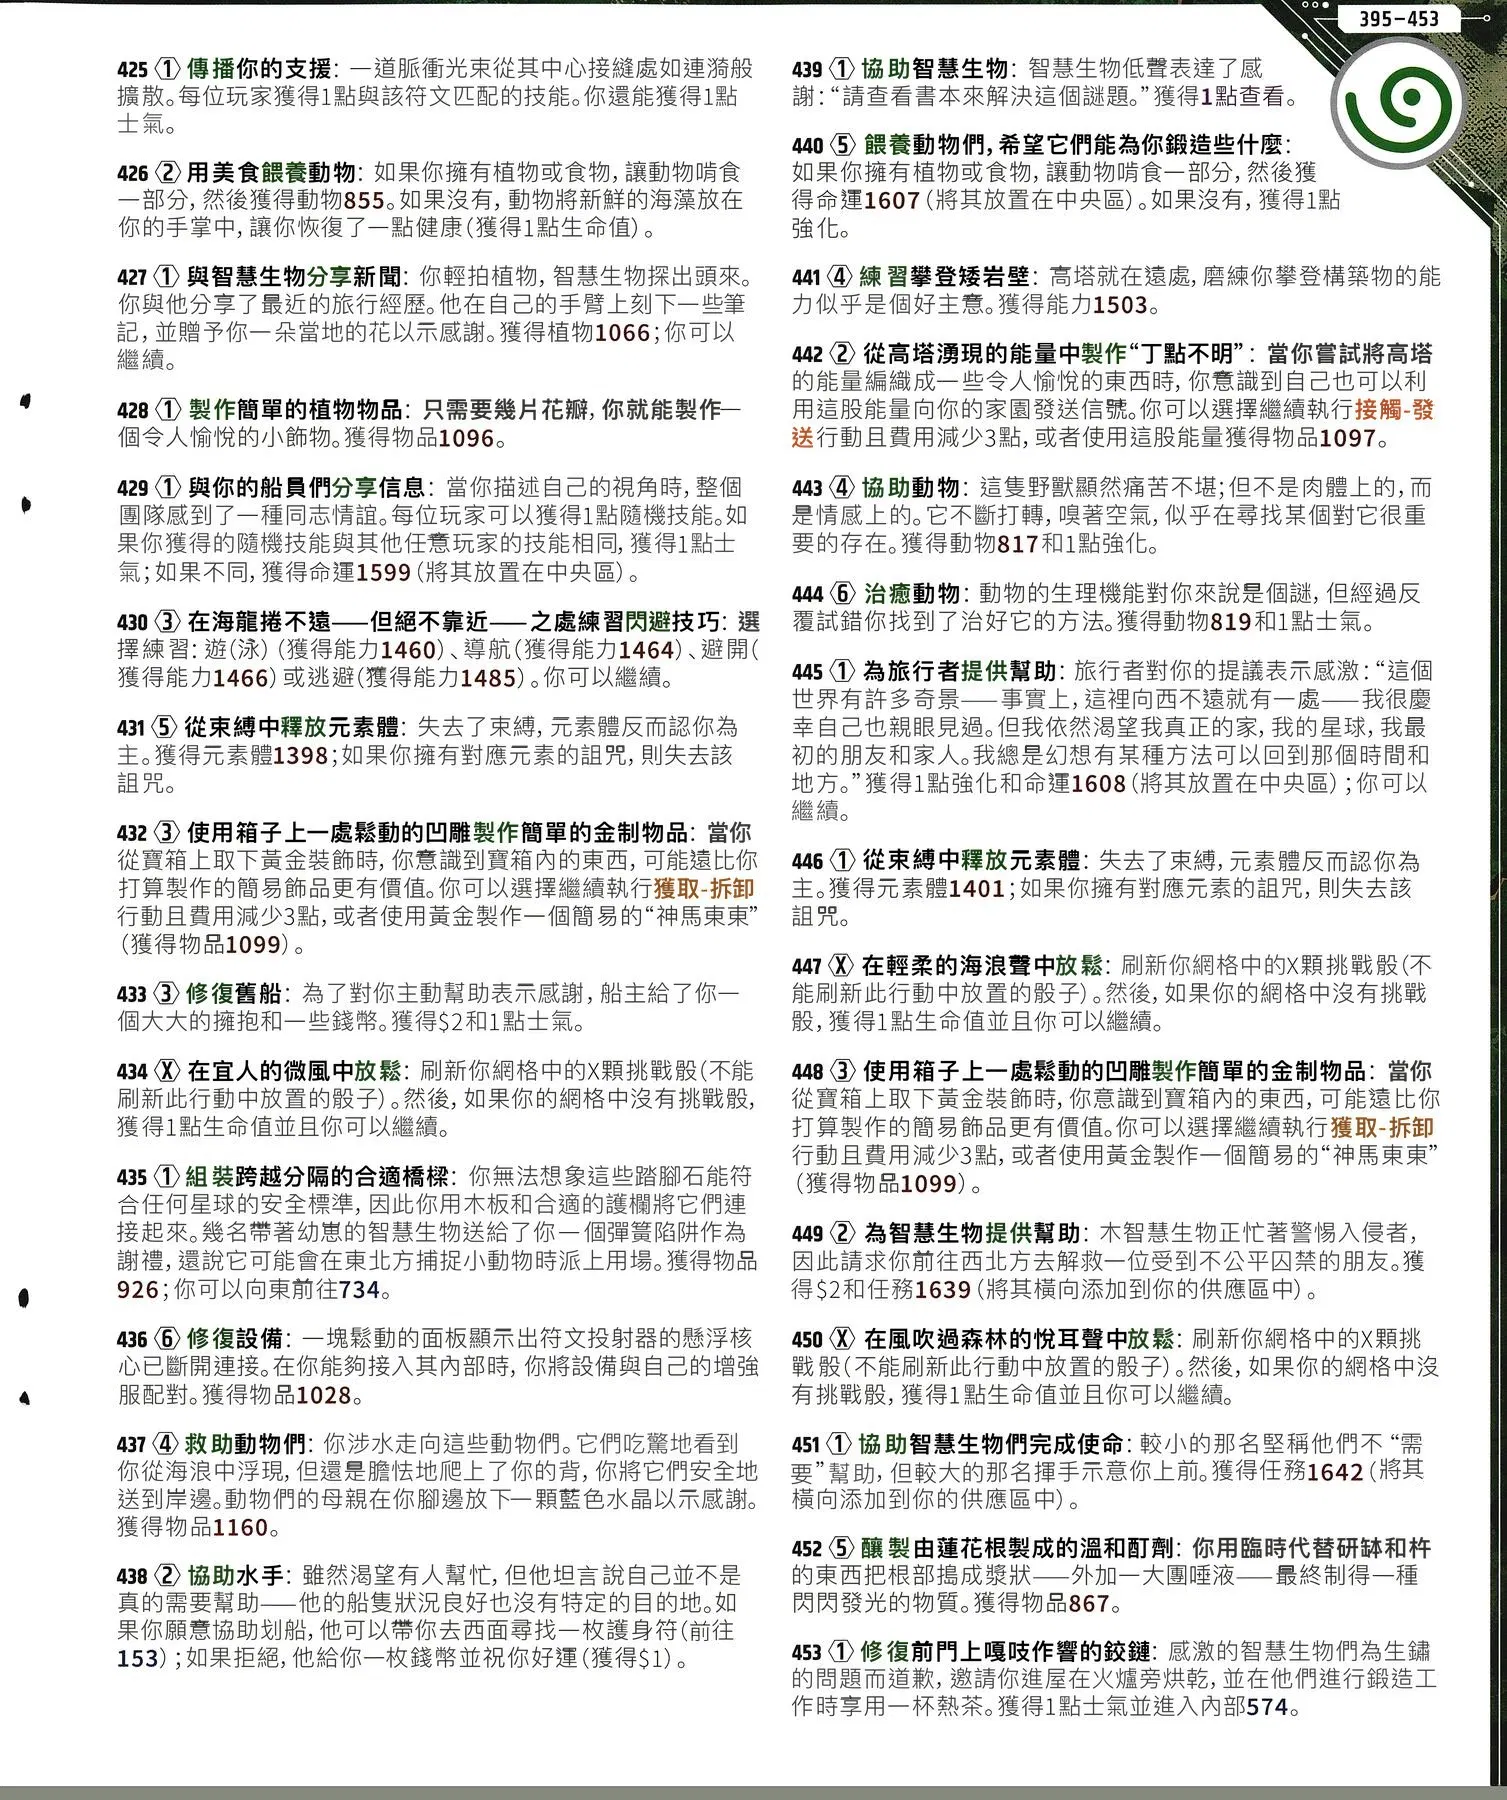 395–453
425 ① 傳播你的支援：一道脈衝光束從其中心接縫處如連漪般
擴散。每位玩家獲得1點與該符文匹配的技能。你還能獲得1點
士氣。
426 ② 用美食餵養動物：如果你擁有植物或食物，讓動物啃食
一部分，然後獲得動物855。如果沒有，動物將新鮮的海藻放在
你的手掌中，讓你恢復了一點健康（獲得1點生命值）。
427 ① 與智慧生物分享新聞：你輕拍植物，智慧生物探出頭來。
你與他分享了最近的旅行經歷。他在自己的手臂上刻下一些筆
記，並贈予你一朵當地的花以示感謝。獲得植物1066；你可以
繼續。
428 ① 製作簡單的植物物品：只需要幾片花瓣，你就能製作一
個令人愉悅的小飾物。獲得物品1096。
429 ① 與你的船員們分享信息：當你描述自己的視角時，整個
團隊感到了一種同志情誼。每位玩家可以獲得1點隨機技能。如
果你獲得的隨機技能與其他任意玩家的技能相同，獲得1點士
氣；如果不同，獲得命運1599（將其放置在中央區）。
430 ③ 在海龍捲不遠——但絕不靠近——之處練習閃避技巧：選
擇練習：遊（泳）（獲得能力1460）、導航（獲得能力1464）、避開（
獲得能力1466）或逃避（獲得能力1485）。你可以繼續。
431 ⑤ 從束縛中釋放元素體：失去了束縛，元素體反而認你為
主。獲得元素體1398；如果你擁有對應元素的詛咒，則失去該
詛咒。
432 ③ 使用箱子上一處鬆動的凹雕製作簡單的金制物品：當你
從寶箱上取下黃金裝飾時，你意識到寶箱內的東西，可能遠比你
打算製作的簡易飾品更有價值。你可以選擇繼續執行獲取-拆卸
行動且費用減少3點，或者使用黃金製作一個簡易的“神馬東東”
（獲得物品1099）。
433 ③ 修復舊船：為了對你主動幫助表示感謝，船主給了你一
個大大的擁抱和一些錢幣。獲得$2和1點士氣。
434 Ⓧ 在宜人的微風中放鬆：刷新你網格中的X顆挑戰骰（不能
刷新此行動中放置的骰子）。然後，如果你的網格中沒有挑戰骰，
獲得1點生命值並且你可以繼續。
435 ① 組裝跨越分隔的合適橋樑：你無法想象這些踏腳石能符
合任何星球的安全標準，因此你用木板和合適的護欄將它們連
接起來。幾名帶著幼崽的智慧生物送給了你一個彈簧陷阱作為
謝禮，還說它可能會在東北方捕捉小動物時派上用場。獲得物品
926；你可以向東前往734。
436 ⑥ 修復設備：一塊鬆動的面板顯示出符文投射器的懸浮核
心已斷開連接。在你能夠接入其內部時，你將設備與自己的增強
服配對。獲得物品1028。
437 ④ 救助動物們：你涉水走向這些動物們。它們吃驚地看到
你從海浪中浮現，但還是膽怯地爬上了你的背，你將它們安全地
送到岸邊。動物們的母親在你腳邊放下一顆藍色水晶以示感謝。
獲得物品1160。
438 ② 協助水手：雖然渴望有人幫忙，但他坦言說自己並不是
真的需要幫助——他的船隻狀況良好也沒有特定的目的地。如
果你願意協助划船，他可以帶你去西面尋找一枚護身符（前往
153）；如果拒絕，他給你一枚錢幣並祝你好運（獲得$1）。
439 ① 協助智慧生物：智慧生物低聲表達了感
謝：“請查看書本來解決這個謎題。”獲得1點查看。
440 ⑤ 餵養動物們，希望它們能為你鍛造些什麼：
如果你擁有植物或食物，讓動物啃食一部分，然後獲
得命運1607（將其放置在中央區）。如果沒有，獲得1點
強化。
441 ④ 練習攀登矮岩壁：高塔就在遠處，磨練你攀登構築物的能
力似乎是個好主意。獲得能力1503。
442 ② 從高塔湧現的能量中製作“丁點不明”：當你嘗試將高塔
的能量編織成一些令人愉悅的東西時，你意識到自己也可以利
用這股能量向你的家園發送信號。你可以選擇繼續執行接觸-發
送行動且費用減少3點，或者使用這股能量獲得物品1097。
443 ④ 協助動物：這隻野獸顯然痛苦不堪；但不是肉體上的，而
是情感上的。它不斷打轉，嗅著空氣，似乎在尋找某個對它很重
要的存在。獲得動物817和1點強化。
444 ⑥ 治癒動物：動物的生理機能對你來說是個謎，但經過反
覆試錯你找到了治好它的方法。獲得動物819和1點士氣。
445 ① 為旅行者提供幫助：旅行者對你的提議表示感激：“這個
世界有許多奇景——事實上，這裡向西不遠就有一處——我很慶
幸自己也親眼見過。但我依然渴望我真正的家，我的星球，我最
初的朋友和家人。我總是幻想有某種方法可以回到那個時間和
地方。”獲得1點強化和命運1608（將其放置在中央區）；你可以
繼續。
446 ① 從束縛中釋放元素體：失去了束縛，元素體反而認你為
主。獲得元素體1401；如果你擁有對應元素的詛咒，則失去該
詛咒。
447 Ⓧ 在輕柔的海浪聲中放鬆：刷新你網格中的X顆挑戰骰（不
能刷新此行動中放置的骰子）。然後，如果你的網格中沒有挑戰
骰，獲得1點生命值並且你可以繼續。
448 ③ 使用箱子上一處鬆動的凹雕製作簡單的金制物品：當你
從寶箱上取下黃金裝飾時，你意識到寶箱內的東西，可能遠比你
打算製作的簡易飾品更有價值。你可以選擇繼續執行獲取-拆卸
行動且費用減少3點，或者使用黃金製作一個簡易的“神馬東東”
（獲得物品1099）。
449 ② 為智慧生物提供幫助：木智慧生物正忙著警惕入侵者，
因此請求你前往西北方去解救一位受到不公平囚禁的朋友。獲
得$2和任務1639（將其橫向添加到你的供應區中）。
450 Ⓧ 在風吹過森林的悅耳聲中放鬆：刷新你網格中的X顆挑
戰骰（不能刷新此行動中放置的骰子）。然後，如果你的網格中沒
有挑戰骰，獲得1點生命值並且你可以繼續。
451 ① 協助智慧生物們完成使命：較小的那名堅稱他們不“需
要”幫助，但較大的那名揮手示意你上前。獲得任務1642（將其
橫向添加到你的供應區中）。
452 ⑤ 釀製由蓮花根製成的溫和酊劑：你用臨時代替研缽和杵
的東西把根部搗成漿狀——外加一大團唾液——最終制得一種
閃閃發光的物質。獲得物品867。
453 ① 修復前門上嘎吱作響的鉸鏈：感激的智慧生物們為生鏽
的問題而道歉，邀請你進屋在火爐旁烘乾，並在他們進行鍛造工
作時享用一杯熱茶。獲得1點士氣並進入內部574。